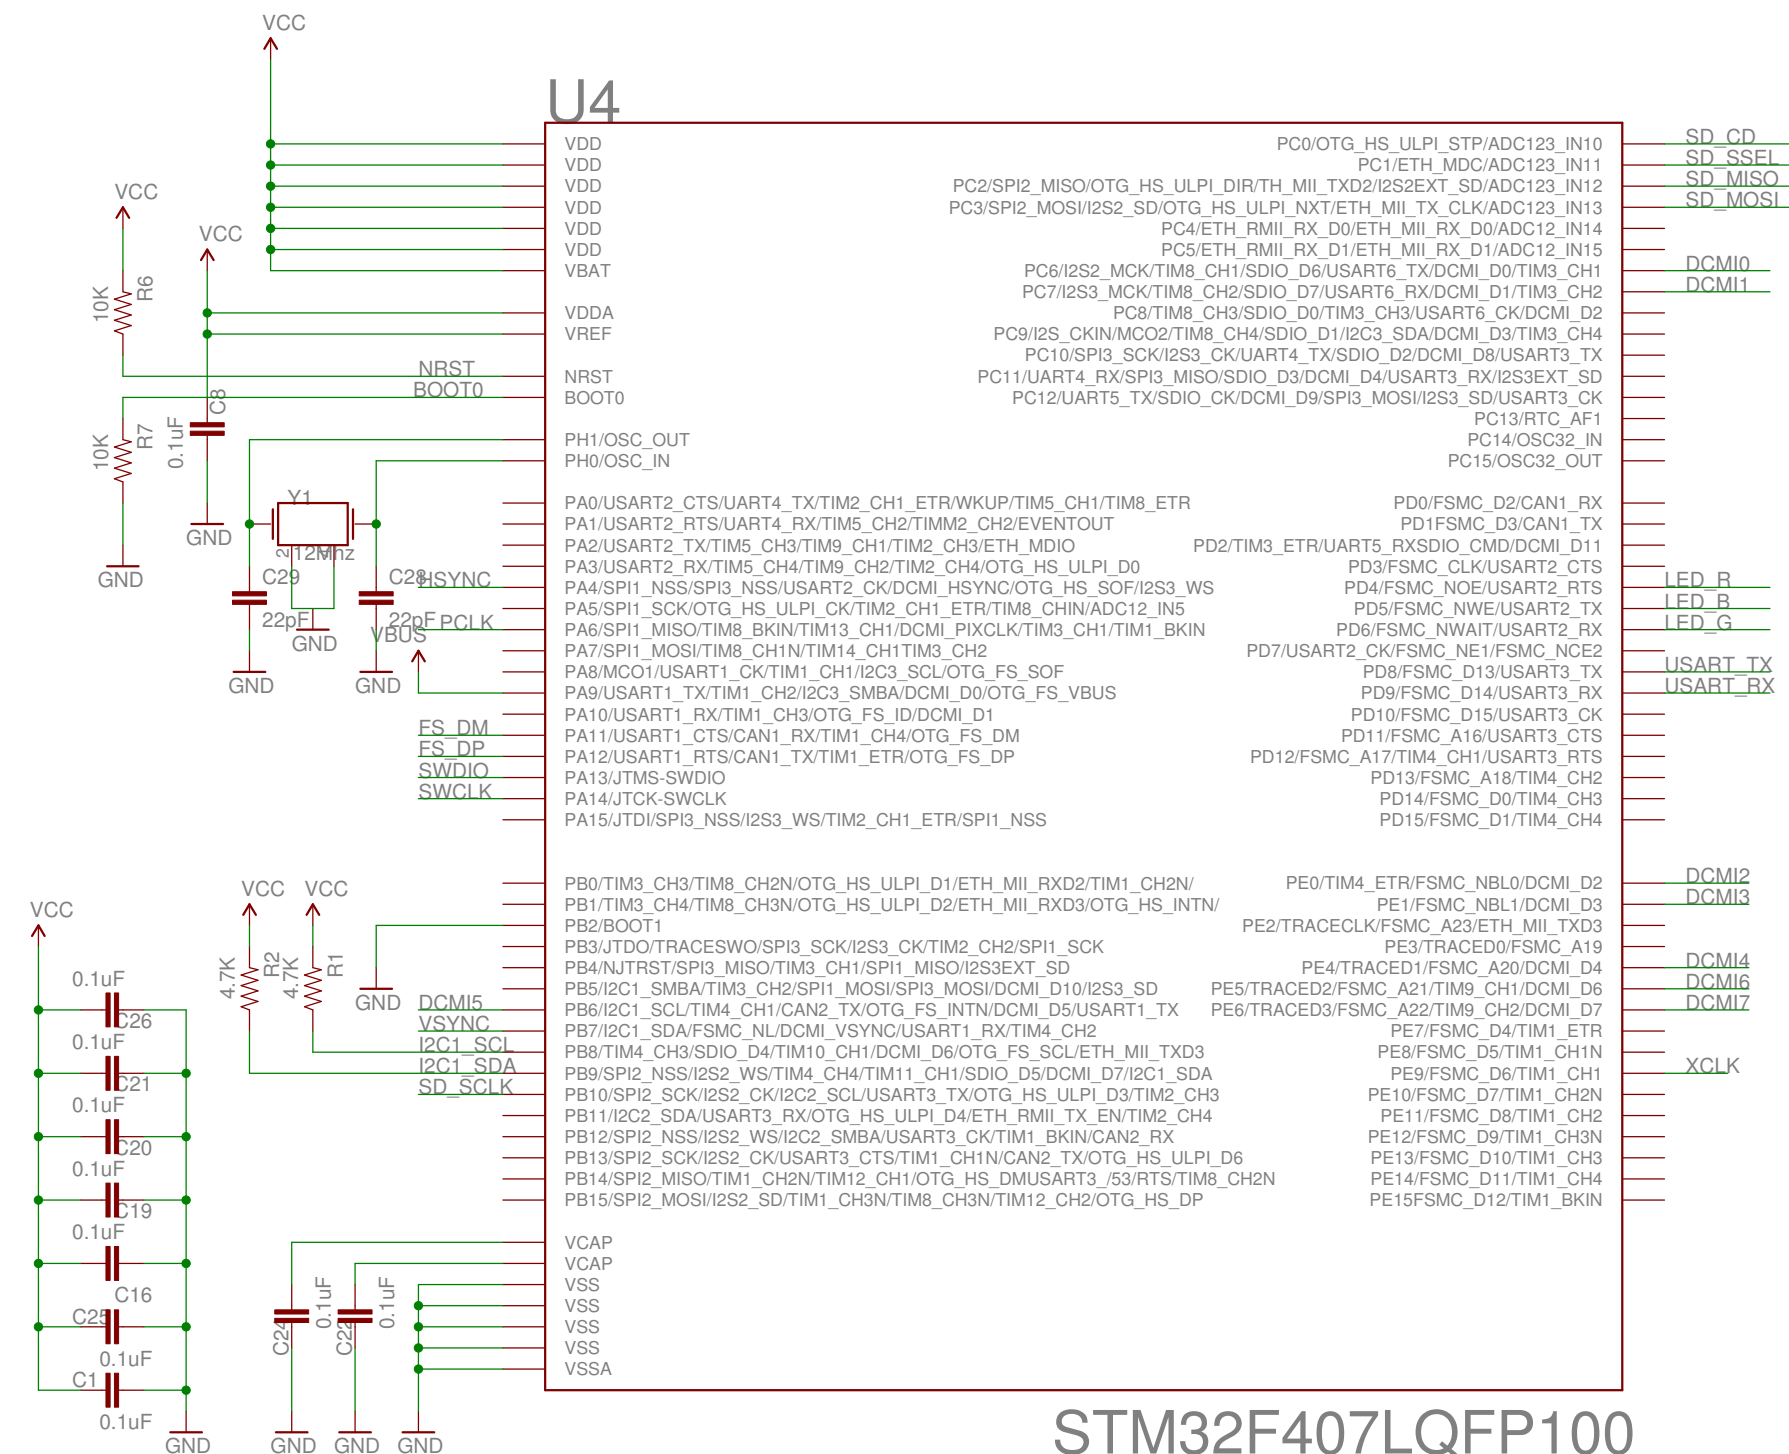 VCC
U4
VDD
VDD
VDD
VDD
VDD
VDD
VBAT
VDDA
VREF
NRST
BOOT0
PH1/OSC_OUT
PH0/OSC_IN
PA0/USART2_CTS/UART4_TX/TIM2_CH1_ETR/WKUP/TIM5_CH1/TIM8_ETR
PA1/USART2_RTS/UART4_RX/TIM5_CH2/TIMM2_CH2/EVENTOUT
PA2/USART2_TX/TIM5_CH3/TIM9_CH1/TIM2_CH3/ETH_MDIO
PA3/USART2_RX/TIM5_CH4/TIM9_CH2/TIM2_CH4/OTG_HS_ULPI_D0
PA4/SPI1_NSS/SPI3_NSS/USART2_CK/DCMI_HSYNC/OTG_HS_SOF/I2S3_WS
PA5/SPI1_SCK/OTG_HS_ULPI_CK/TIM2_CH1_ETR/TIM8_CHIN/ADC12_IN5
PA6/SPI1_MISO/TIM8_BKIN/TIM13_CH1/DCMI_PIXCLK/TIM3_CH1/TIM1_BKIN
PA7/SPI1_MOSI/TIM8_CH1N/TIM14_CH1TIM3_CH2
PA8/MCO1/USART1_CK/TIM1_CH1/I2C3_SCL/OTG_FS_SOF
PA9/USART1_TX/TIM1_CH2/I2C3_SMBA/DCMI_D0/OTG_FS_VBUS
PA10/USART1_RX/TIM1_CH3/OTG_FS_ID/DCMI_D1
PA11/USART1_CTS/CAN1_RX/TIM1_CH4/OTG_FS_DM
PA12/USART1_RTS/CAN1_TX/TIM1_ETR/OTG_FS_DP
PA13/JTMS-SWDIO
PA14/JTCK-SWCLK
PA15/JTDI/SPI3_NSS/I2S3_WS/TIM2_CH1_ETR/SPI1_NSS
PB0/TIM3_CH3/TIM8_CH2N/OTG_HS_ULPI_D1/ETH_MII_RXD2/TIM1_CH2N/
PB1/TIM3_CH4/TIM8_CH3N/OTG_HS_ULPI_D2/ETH_MII_RXD3/OTG_HS_INTN/
PB2/BOOT1
PB3/JTDO/TRACESWO/SPI3_SCK/I2S3_CK/TIM2_CH2/SPI1_SCK
PB4/NJTRST/SPI3_MISO/TIM3_CH1/SPI1_MISO/I2S3EXT_SD
PB5/I2C1_SMBA/TIM3_CH2/SPI1_MOSI/SPI3_MOSI/DCMI_D10/I2S3_SD
PB6/I2C1_SCL/TIM4_CH1/CAN2_TX/OTG_FS_INTN/DCMI_D5/USART1_TX
PB7/I2C1_SDA/FSMC_NL/DCMI_VSYNC/USART1_RX/TIM4_CH2
PB8/TIM4_CH3/SDIO_D4/TIM10_CH1/DCMI_D6/OTG_FS_SCL/ETH_MII_TXD3
PB9/SPI2_NSS/I2S2_WS/TIM4_CH4/TIM11_CH1/SDIO_D5/DCMI_D7/I2C1_SDA
PB10/SPI2_SCK/I2S2_CK/I2C2_SCL/USART3_TX/OTG_HS_ULPI_D3/TIM2_CH3
PB11/I2C2_SDA/USART3_RX/OTG_HS_ULPI_D4/ETH_RMII_TX_EN/TIM2_CH4
PB12/SPI2_NSS/I2S2_WS/I2C2_SMBA/USART3_CK/TIM1_BKIN/CAN2_RX
PB13/SPI2_SCK/I2S2_CK/USART3_CTS/TIM1_CH1N/CAN2_TX/OTG_HS_ULPI_D6
PB14/SPI2_MISO/TIM1_CH2N/TIM12_CH1/OTG_HS_DMUSART3_/53/RTS/TIM8_CH2N
PB15/SPI2_MOSI/I2S2_SD/TIM1_CH3N/TIM8_CH3N/TIM12_CH2/OTG_HS_DP
VCAP
VCAP
VSS
VSS
VSS
VSS
VSSA
PC0/OTG_HS_ULPI_STP/ADC123_IN10
PC1/ETH_MDC/ADC123_IN11
PC2/SPI2_MISO/OTG_HS_ULPI_DIR/TH_MII_TXD2/I2S2EXT_SD/ADC123_IN12
PC3/SPI2_MOSI/I2S2_SD/OTG_HS_ULPI_NXT/ETH_MII_TX_CLK/ADC123_IN13
PC4/ETH_RMII_RX_D0/ETH_MII_RX_D0/ADC12_IN14
PC5/ETH_RMII_RX_D1/ETH_MII_RX_D1/ADC12_IN15
PC6/I2S2_MCK/TIM8_CH1/SDIO_D6/USART6_TX/DCMI_D0/TIM3_CH1
PC7/I2S3_MCK/TIM8_CH2/SDIO_D7/USART6_RX/DCMI_D1/TIM3_CH2
PC8/TIM8_CH3/SDIO_D0/TIM3_CH3/USART6_CK/DCMI_D2
PC9/I2S_CKIN/MCO2/TIM8_CH4/SDIO_D1/I2C3_SDA/DCMI_D3/TIM3_CH4
PC10/SPI3_SCK/I2S3_CK/UART4_TX/SDIO_D2/DCMI_D8/USART3_TX
PC11/UART4_RX/SPI3_MISO/SDIO_D3/DCMI_D4/USART3_RX/I2S3EXT_SD
PC12/UART5_TX/SDIO_CK/DCMI_D9/SPI3_MOSI/I2S3_SD/USART3_CK
PC13/RTC_AF1
PC14/OSC32_IN
PC15/OSC32_OUT
PD0/FSMC_D2/CAN1_RX
PD1FSMC_D3/CAN1_TX
PD2/TIM3_ETR/UART5_RXSDIO_CMD/DCMI_D11
PD3/FSMC_CLK/USART2_CTS
PD4/FSMC_NOE/USART2_RTS
PD5/FSMC_NWE/USART2_TX
PD6/FSMC_NWAIT/USART2_RX
PD7/USART2_CK/FSMC_NE1/FSMC_NCE2
PD8/FSMC_D13/USART3_TX
PD9/FSMC_D14/USART3_RX
PD10/FSMC_D15/USART3_CK
PD11/FSMC_A16/USART3_CTS
PD12/FSMC_A17/TIM4_CH1/USART3_RTS
PD13/FSMC_A18/TIM4_CH2
PD14/FSMC_D0/TIM4_CH3
PD15/FSMC_D1/TIM4_CH4
PE0/TIM4_ETR/FSMC_NBL0/DCMI_D2
PE1/FSMC_NBL1/DCMI_D3
PE2/TRACECLK/FSMC_A23/ETH_MII_TXD3
PE3/TRACED0/FSMC_A19
PE4/TRACED1/FSMC_A20/DCMI_D4
PE5/TRACED2/FSMC_A21/TIM9_CH1/DCMI_D6
PE6/TRACED3/FSMC_A22/TIM9_CH2/DCMI_D7
PE7/FSMC_D4/TIM1_ETR
PE8/FSMC_D5/TIM1_CH1N
PE9/FSMC_D6/TIM1_CH1
PE10/FSMC_D7/TIM1_CH2N
PE11/FSMC_D8/TIM1_CH2
PE12/FSMC_D9/TIM1_CH3N
PE13/FSMC_D10/TIM1_CH3
PE14/FSMC_D11/TIM1_CH4
PE15FSMC_D12/TIM1_BKIN
SD_CD
SD_SSEL
SD_MISO
SD_MOSI
DCMI0
DCMI1
LED_R
LED_B
LED_G
USART_TX
USART_RX
DCMI2
DCMI3
DCMI4
DCMI6
DCMI7
XCLK
VCC
VCC
10K
R6
NRST
BOOT0
10K
R7
0.1uF
C8
GND
GND
Y1
2
12Mhz
C29
22pF
GND
C28
22pF
GND
GND
HSYNC
PCLK
VBUS
FS_DM
FS_DP
SWDIO
SWCLK
VCC
VCC
4.7K
R2
4.7K
R1
GND
DCMI5
VSYNC
I2C1_SCL
I2C1_SDA
SD_SCLK
VCC
0.1uF
C26
0.1uF
C21
0.1uF
C20
0.1uF
C19
0.1uF
C16
C25
0.1uF
C1
0.1uF
C24
0.1uF
C22
0.1uF
GND
GND
GND
GND
STM32F407LQFP100